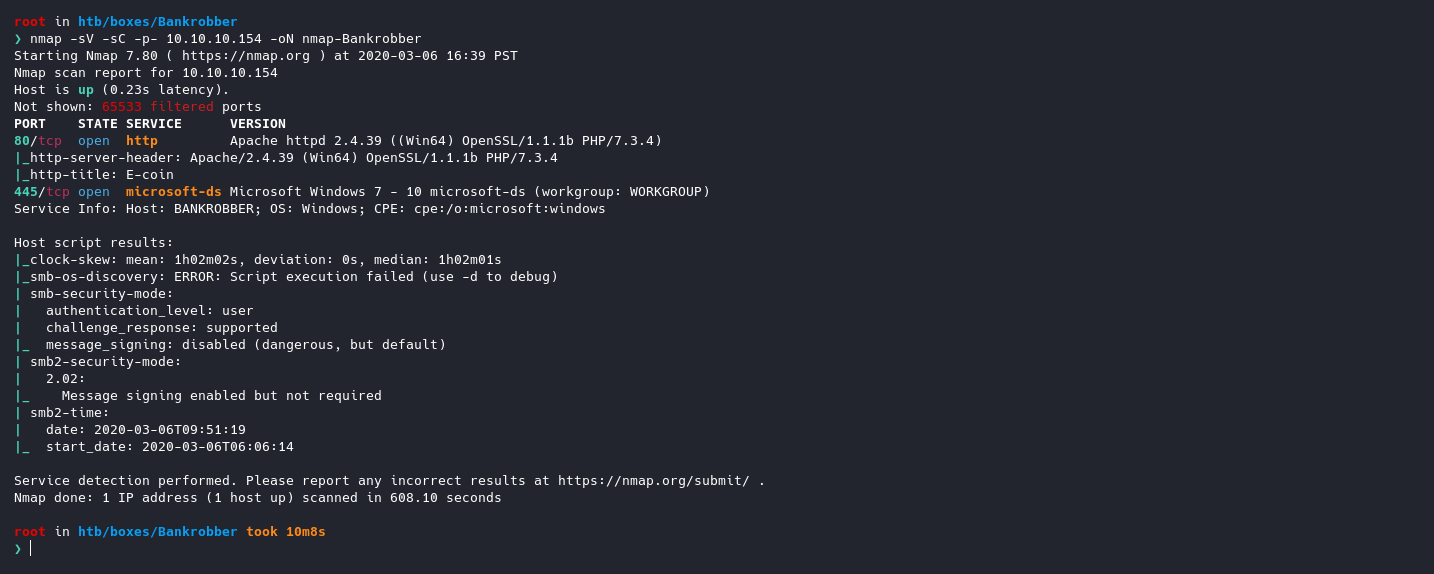 root in htb/boxes/Bankrobber
❯ nmap -sV -sC -p- 10.10.10.154 -oN nmap-Bankrobber
Starting Nmap 7.80 ( https://nmap.org ) at 2020-03-06 16:39 PST
Nmap scan report for 10.10.10.154
Host is up (0.23s latency).
Not shown: 65533 filtered ports
PORT    STATE SERVICE      VERSION
80/tcp  open  http         Apache httpd 2.4.39 ((Win64) OpenSSL/1.1.1b PHP/7.3.4)
|_http-server-header: Apache/2.4.39 (Win64) OpenSSL/1.1.1b PHP/7.3.4
|_http-title: E-coin
445/tcp open  microsoft-ds Microsoft Windows 7 - 10 microsoft-ds (workgroup: WORKGROUP)
Service Info: Host: BANKROBBER; OS: Windows; CPE: cpe:/o:microsoft:windows

Host script results:
|_clock-skew: mean: 1h02m02s, deviation: 0s, median: 1h02m01s
|_smb-os-discovery: ERROR: Script execution failed (use -d to debug)
| smb-security-mode:
|   authentication_level: user
|   challenge_response: supported
|_  message_signing: disabled (dangerous, but default)
| smb2-security-mode:
|   2.02:
|_    Message signing enabled but not required
| smb2-time:
|   date: 2020-03-06T09:51:19
|_  start_date: 2020-03-06T06:06:14

Service detection performed. Please report any incorrect results at https://nmap.org/submit/ .
Nmap done: 1 IP address (1 host up) scanned in 608.10 seconds

root in htb/boxes/Bankrobber took 10m8s
❯